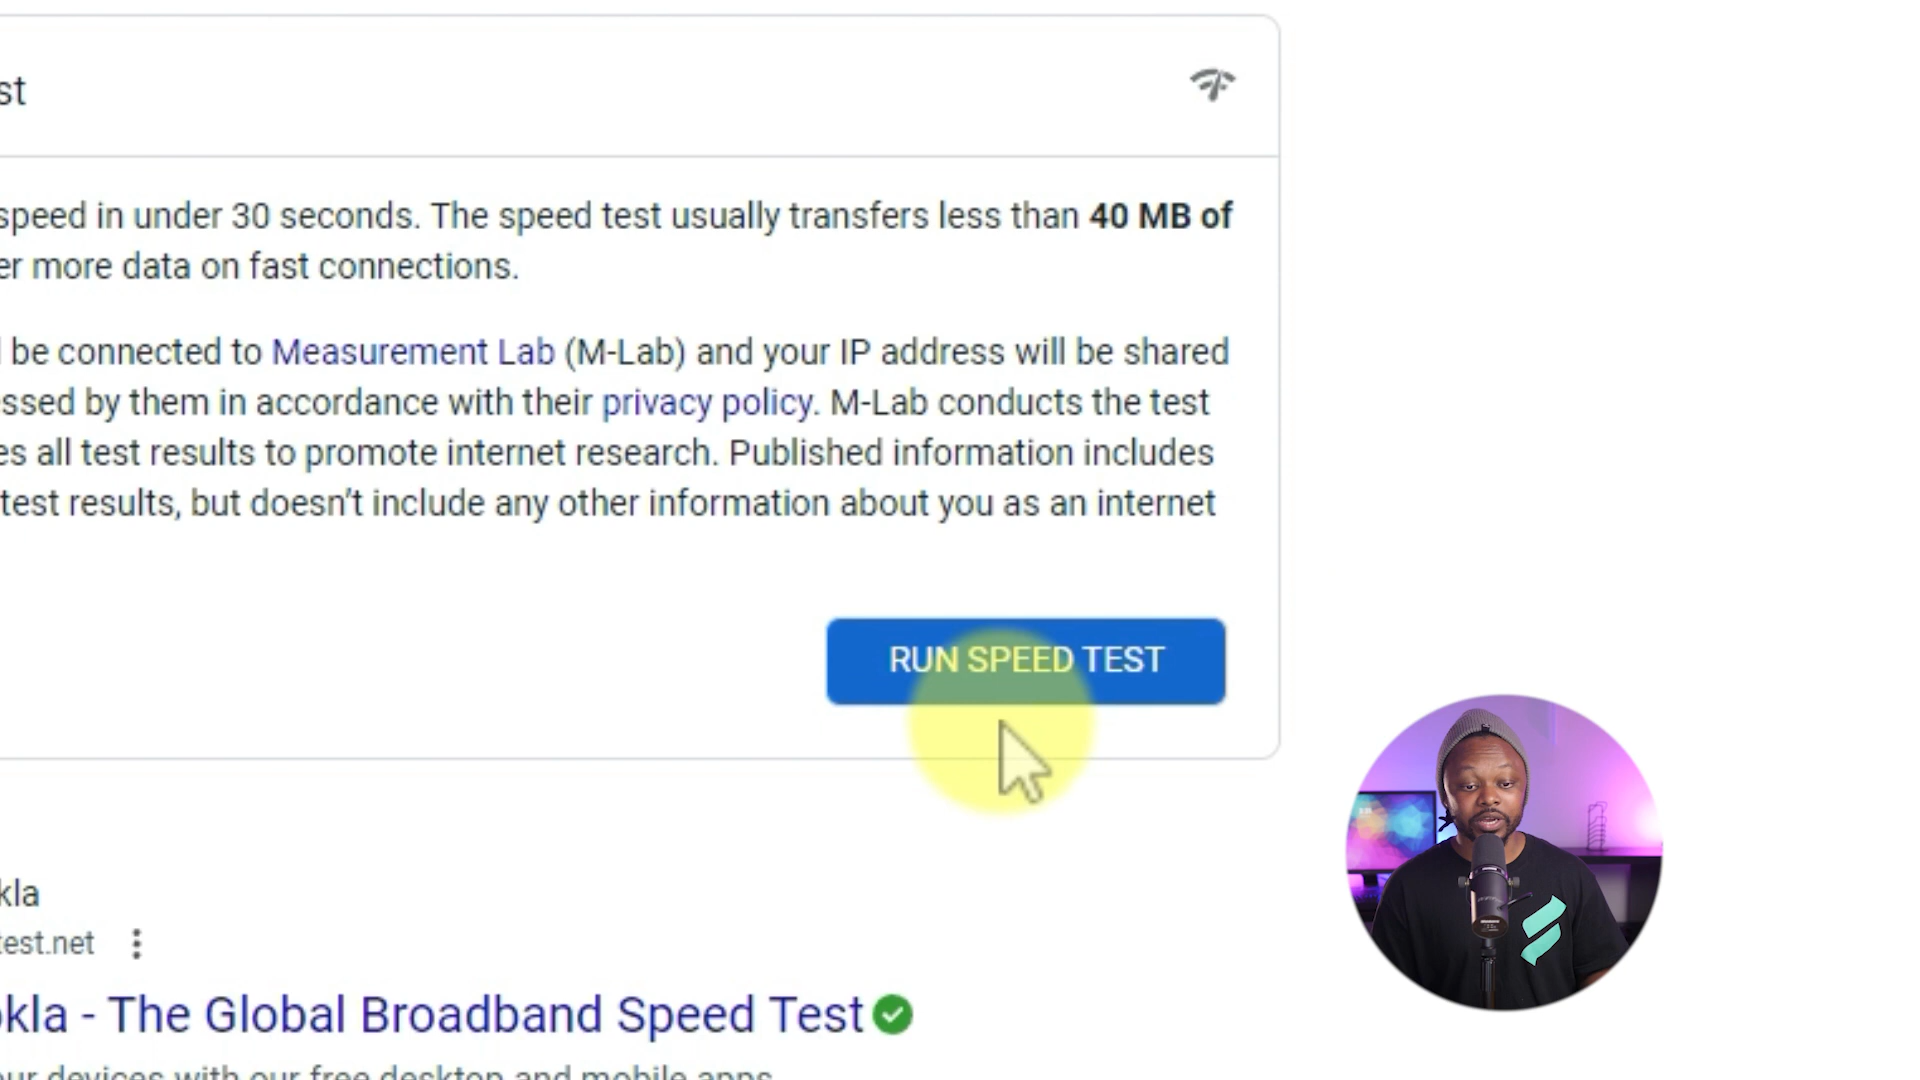 st
speed in under 30 seconds. The speed test usually transfers less than 40 MB of
er more data on fast connections.
be connected to Measurement Lab (M-Lab) and your IP address will be shared
ssed by them in accordance with their privacy policy. M-Lab conducts the test
es all test results to promote internet research. Published information includes
test results, but doesn't include any other information about you as an internet
RUN SPEED TEST
kla
test.net
okla - The Global Broadband Speed Test
ur devices with our free desktop and mobile apps